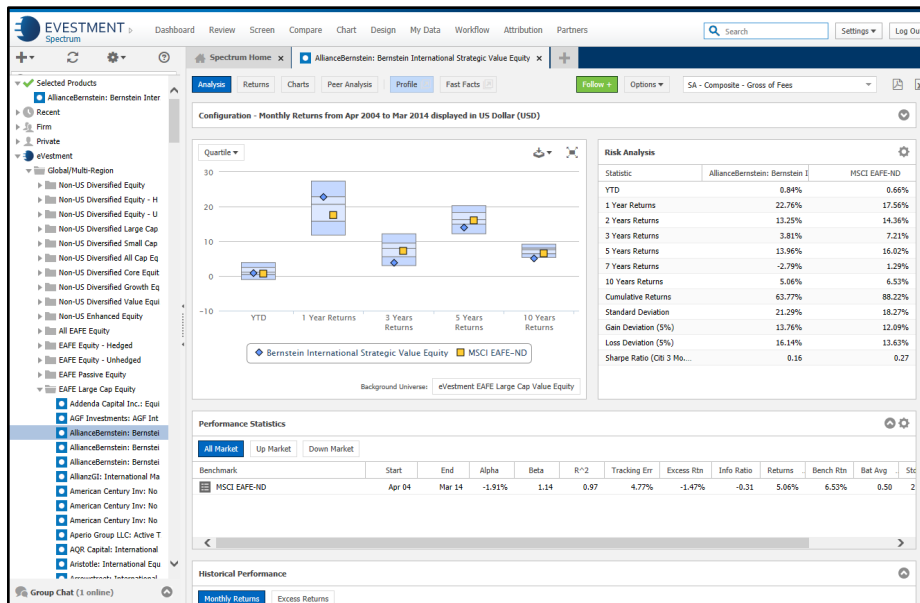 EVESTMENT
Spectrum
Dashboard Review Screen Compare Chart Design My Data Workflow Attribution Partners
Search
Settings
Log Ou
Spectrum Home x
AllianceBernstein: Bernstein International Strategic Value Equity x
Selected Products
AllianceBernstein: Bernstein Inter
Recent
Firm
Private
eVestment
Global/Multi-Region
Non-US Diversified Equity
Non-US Diversified Equity - H
Non-US Diversified Equity - U
Non-US Diversified Large Cap
Non-US Diversified Small Cap
Non-US Diversified All Cap Eq
Non-US Diversified Core Equit
Non-US Diversified Growth Eq
Non-US Diversified Value Equi
Non-US Enhanced Equity
All EAFE Equity
EAFE Equity - Hedged
EAFE Equity - Unhedged
EAFE Passive Equity
EAFE Large Cap Equity
Addenda Capital Inc.: Equi
AGF Investments: AGF Int
AllianceBernstein: Bernstei
AllianceBernstein: Bernstei
AllianceBernstein: Bernstei
AllianzGI: International Ma
American Century Inv: No
American Century Inv: No
American Century Inv: No
Aperio Group LLC: Active T
AQR Capital: International
Aristotle: International Equ
Arrowstreet: International
Group Chat (1 online)
Analysis Returns Charts Peer Analysis Profile Fast Facts
Follow +
Options
SA - Composite - Gross of Fees
Configuration - Monthly Returns from Apr 2004 to Mar 2014 displayed in US Dollar (USD)
Quartile
30
20
10
0
-10
YTD
1 Year Returns
3 Years Returns
5 Years Returns
10 Years Returns
Bernstein International Strategic Value Equity MSCI EAFE-ND
Background Universe: eVestment EAFE Large Cap Value Equity
Risk Analysis
Statistic AllianceBernstein: Bernstein I MSCI EAFE-ND
YTD 0.84% 0.66%
1 Year Returns 22.76% 17.56%
2 Years Returns 13.25% 14.36%
3 Years Returns 3.81% 7.21%
5 Years Returns 13.96% 16.02%
7 Years Returns -2.79% 1.29%
10 Years Returns 5.06% 6.53%
Cumulative Returns 63.77% 88.22%
Standard Deviation 21.29% 18.27%
Gain Deviation (5%) 13.76% 12.09%
Loss Deviation (5%) 16.14% 13.63%
Sharpe Ratio (Citi 3 Mo.... 0.16 0.27
Performance Statistics
All Market Up Market Down Market
Benchmark Start End Alpha Beta R^2 Tracking Err Excess Rtn Info Ratio Returns Bench Rtn Bat Avg Stc
MSCI EAFE-ND Apr 04 Mar 14 -1.91% 1.14 0.97 4.77% -1.47% -0.31 5.06% 6.53% 0.50 2
Historical Performance
Monthly Returns Excess Returns